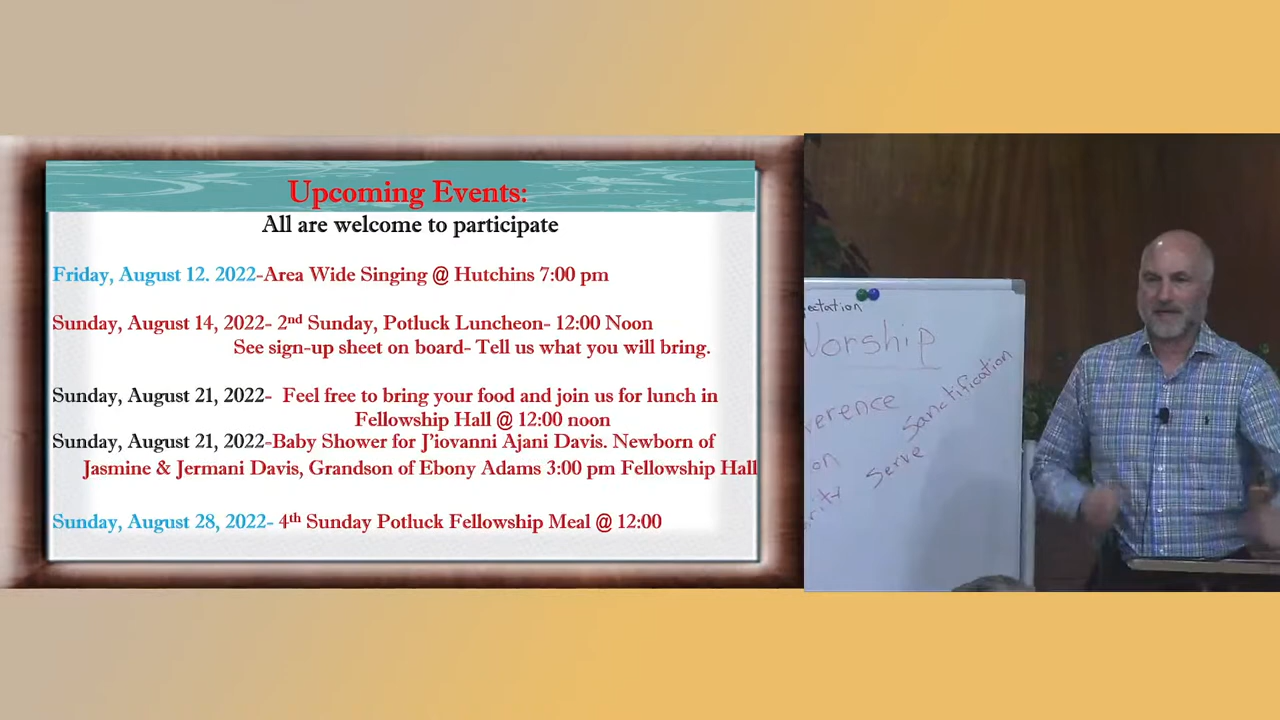 Upcoming Events:
All are welcome to participate
Friday, August 12. 2022-Area Wide Singing @ Hutchins 7:00 pm
Sunday, August 14, 2022- 2nd Sunday, Potluck Luncheon- 12:00 Noon
See sign-up sheet on board- Tell us what you will bring.
Sunday, August 21, 2022- Feel free to bring your food and join us for lunch in
Fellowship Hall @ 12:00 noon
Sunday, August 21, 2022-Baby Shower for J'iovanni Ajani Davis. Newborn of
Jasmine & Jermani Davis, Grandson of Ebony Adams 3:00 pm Fellowship Hall
Sunday, August 28, 2022- 4th Sunday Potluck Fellowship Meal @ 12:00
Worship
Sanctification
Serve